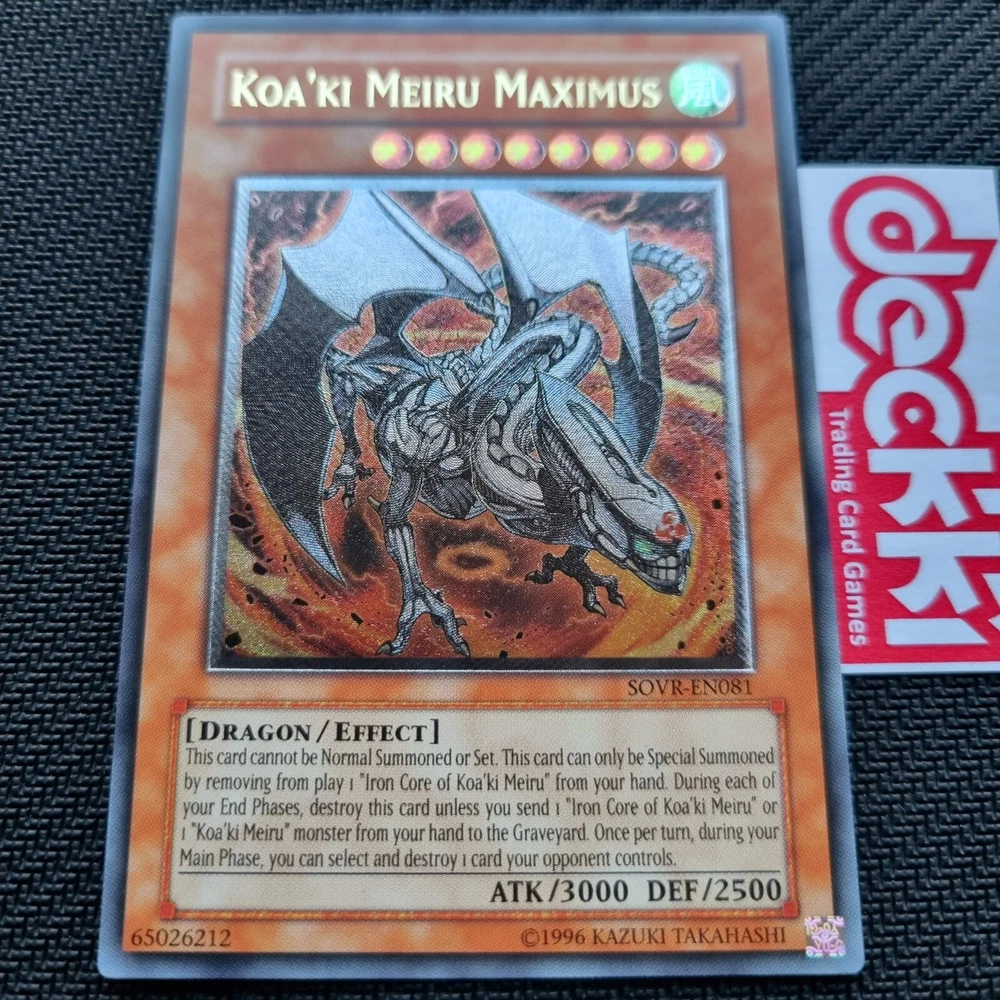 KOA'KI MEIRU MAXIMUS 風
SOVR-EN081
[DRAGON / EFFECT]
This card cannot be Normal Summoned or Set. This card can only be Special Summoned
by removing from play 1 "Iron Core of Koa'ki Meiru" from your hand. During each of
your End Phases, destroy this card unless you send 1 "Iron Core of Koa'ki Meiru" or
1 "Koa'ki Meiru" monster from your hand to the Graveyard. Once per turn, during your
Main Phase, you can select and destroy 1 card your opponent controls.
ATK/3000 DEF/2500
65026212
©1996 KAZUKI TAKAHASHI
deckki
Trading Card Games